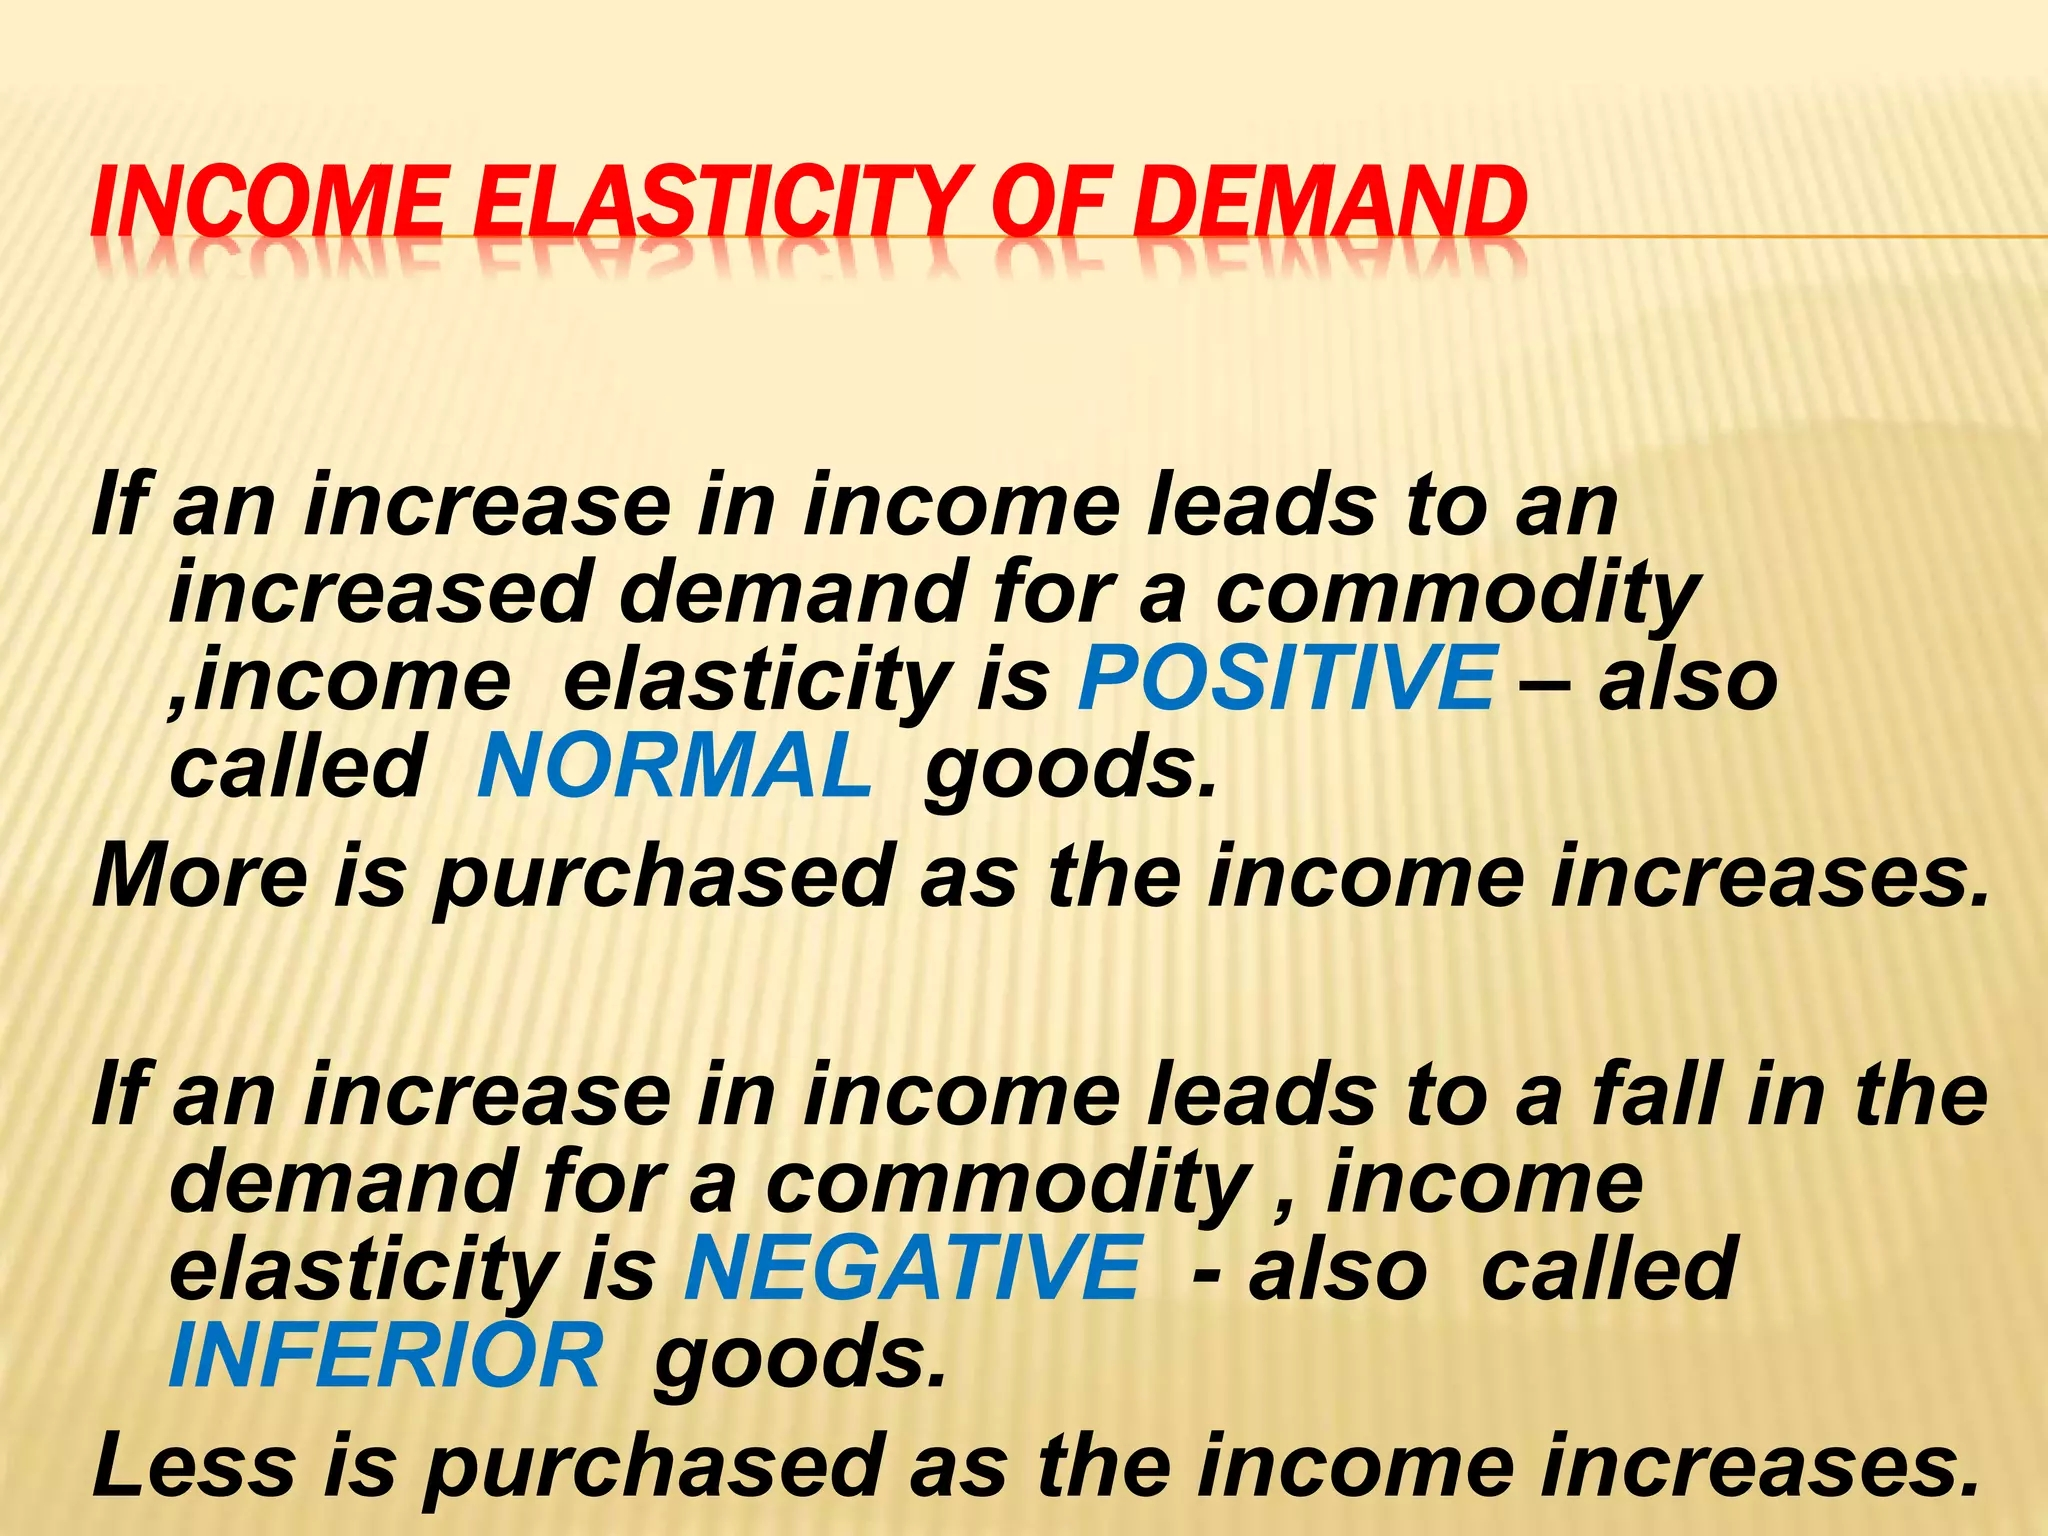 INCOME ELASTICITY OF DEMAND
If an increase in income leads to an
increased demand for a commodity
,income  elasticity is POSITIVE – also
called  NORMAL  goods.
More is purchased as the income increases.
If an increase in income leads to a fall in the
demand for a commodity , income
elasticity is NEGATIVE  - also  called
INFERIOR  goods.
Less is purchased as the income increases.